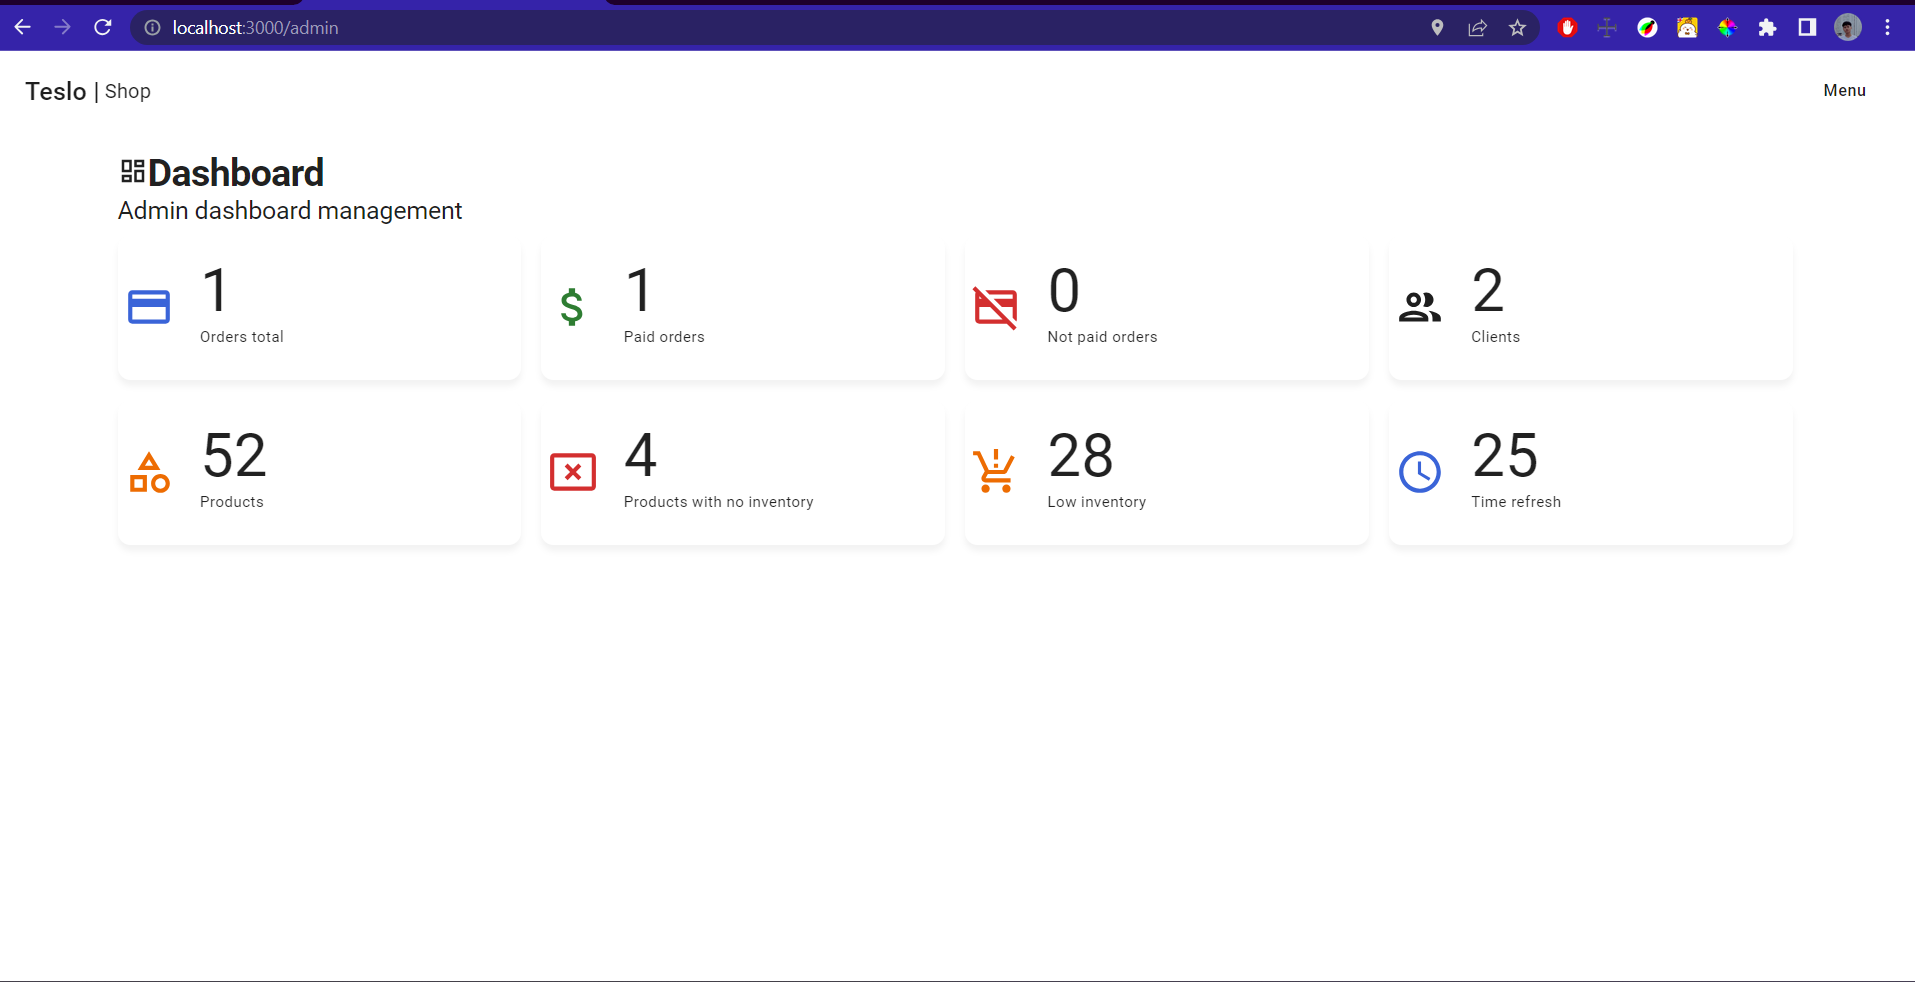 localhost:3000/admin
Teslo | Shop
Menu
Dashboard
Admin dashboard management
1
Orders total
1
Paid orders
0
Not paid orders
2
Clients
52
Products
4
Products with no inventory
28
Low inventory
25
Time refresh